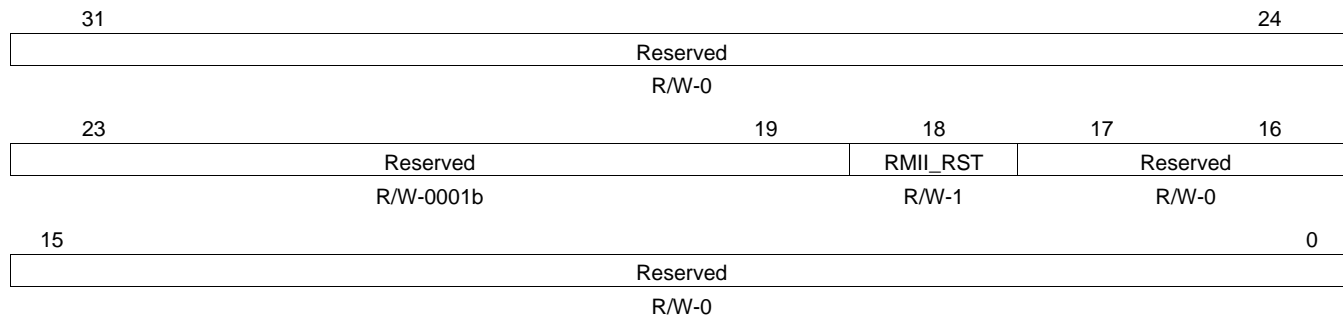 31 24
Reserved
R/W-0
23 19 18 17 16
Reserved RMII_RST Reserved
R/W-0001b R/W-1 R/W-0
15 0
Reserved
R/W-0